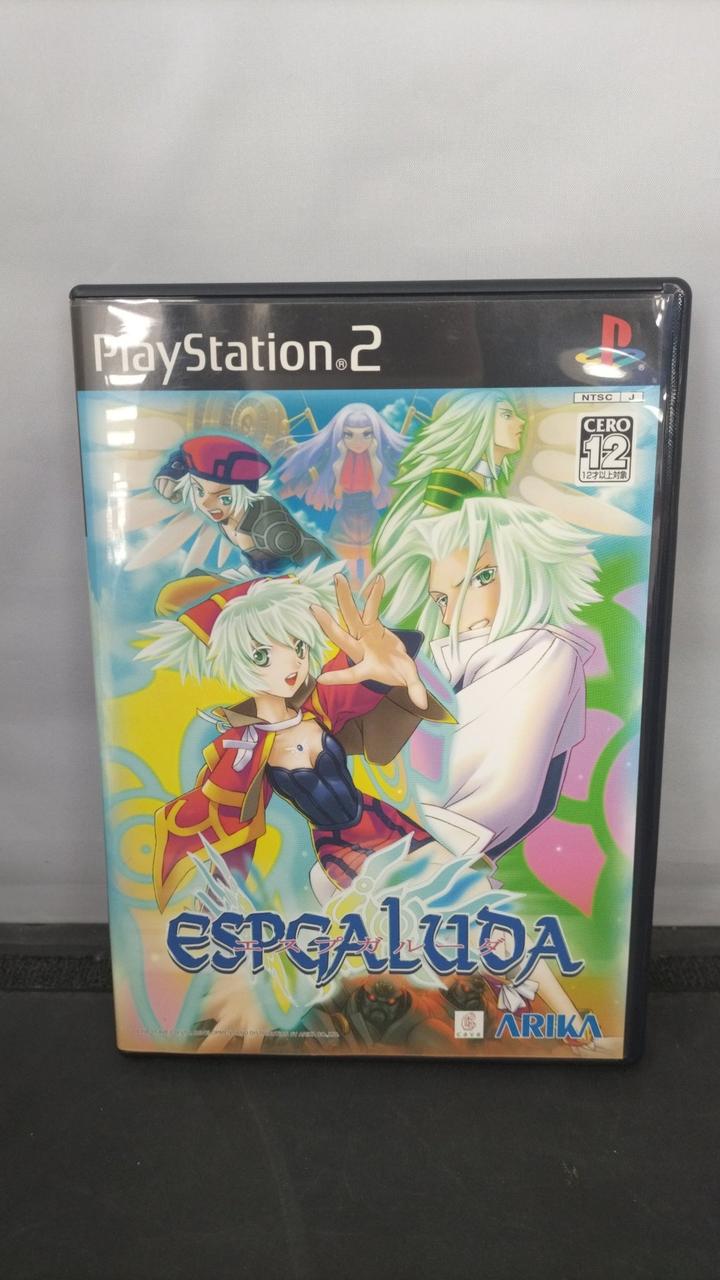 PlayStation®2
NTSC J
CERO
12
12才以上対象
ESPGALUDA
エスプガルーダ
cave
ARIKA